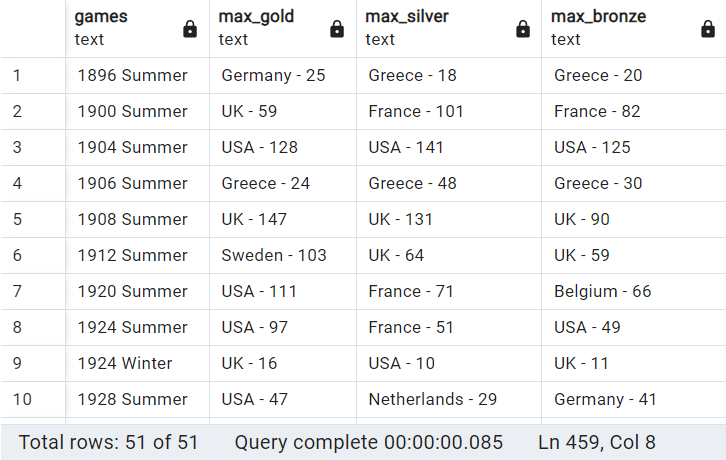 games max_gold max_silver max_bronze
text text text text
1 1896 Summer Germany - 25 Greece - 18 Greece - 20
2 1900 Summer UK - 59 France - 101 France - 82
3 1904 Summer USA - 128 USA - 141 USA - 125
4 1906 Summer Greece - 24 Greece - 48 Greece - 30
5 1908 Summer UK - 147 UK - 131 UK - 90
6 1912 Summer Sweden - 103 UK - 64 UK - 59
7 1920 Summer USA - 111 France - 71 Belgium - 66
8 1924 Summer USA - 97 France - 51 USA - 49
9 1924 Winter UK - 16 USA - 10 UK - 11
10 1928 Summer USA - 47 Netherlands - 29 Germany - 41
Total rows: 51 of 51 Query complete 00:00:00.085 Ln 459, Col 8